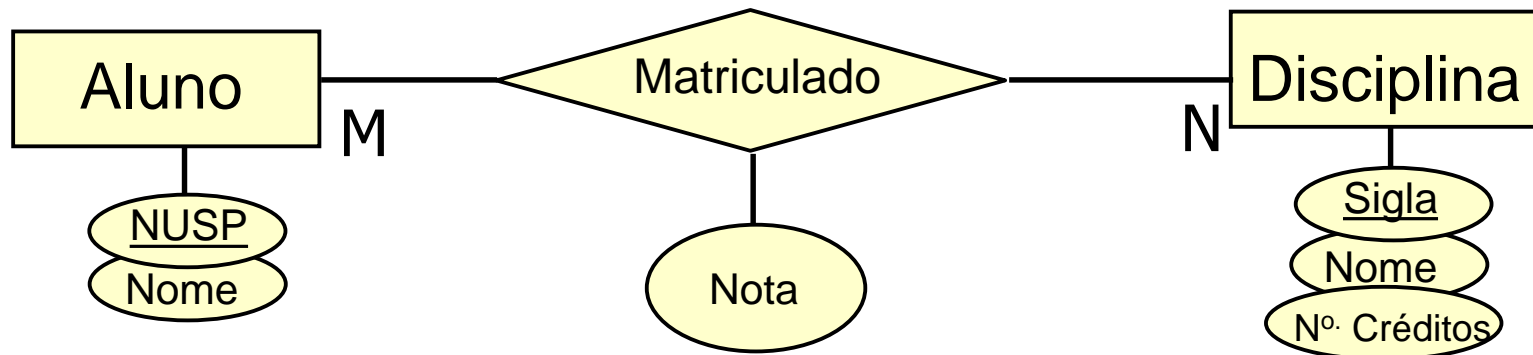 Aluno
Matriculado
Disciplina
M
N
NUSP
Nome
Nota
Sigla
Nome
Nº. Créditos